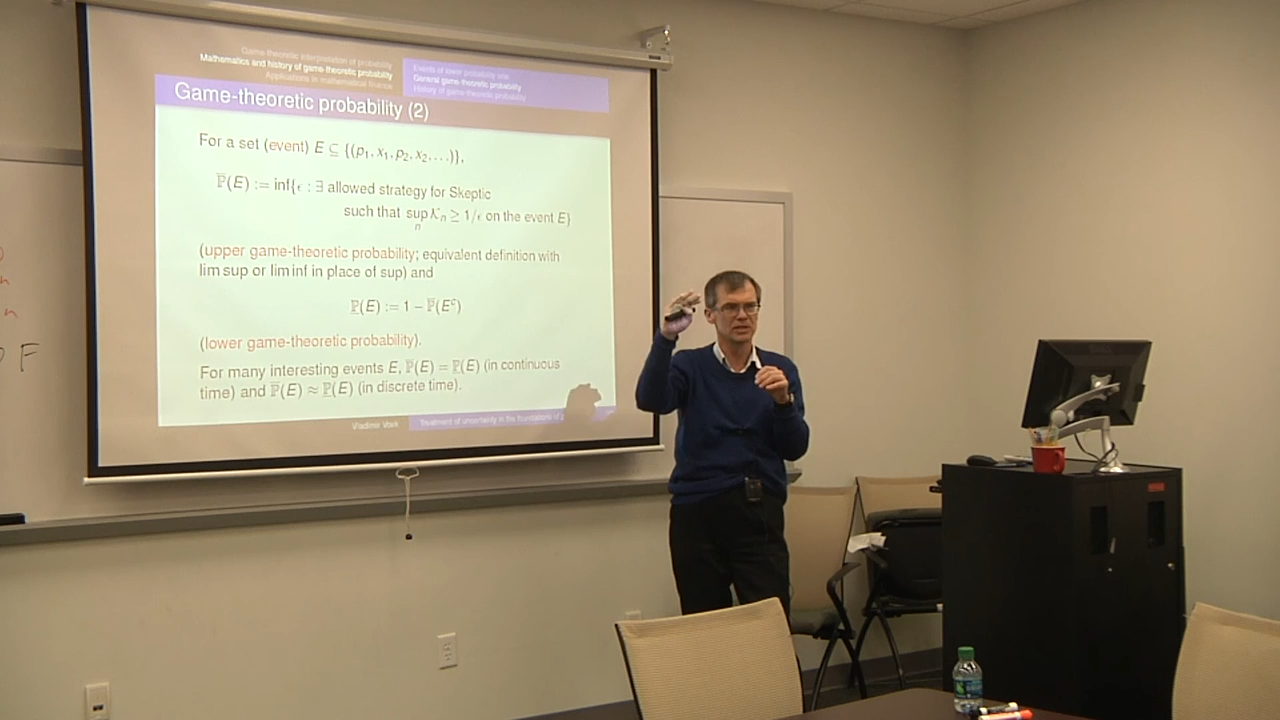 Game-theoretic interpretation of probability
Mathematics and history of game-theoretic probability
Applications in mathematical finance
Events of lower probability one
General game-theoretic probability
History of game-theoretic probability
Game-theoretic probability (2)
For a set (event) E ⊆ {(p₁, x₁, p₂, x₂, . . .)},
P̅(E) := inf{ϵ : ∃ allowed strategy for Skeptic
such that sup 𝒦ₙ ≥ 1/ϵ on the event E}
n
(upper game-theoretic probability; equivalent definition with
lim sup or lim inf in place of sup) and
P̲(E) := 1 − P̅(Eᶜ)
(lower game-theoretic probability).
For many interesting events E, P̅(E) = P̲(E) (in continuous
time) and P̅(E) ≈ P̲(E) (in discrete time).
Vladimir Vovk
Treatment of uncertainty in the foundations of
F